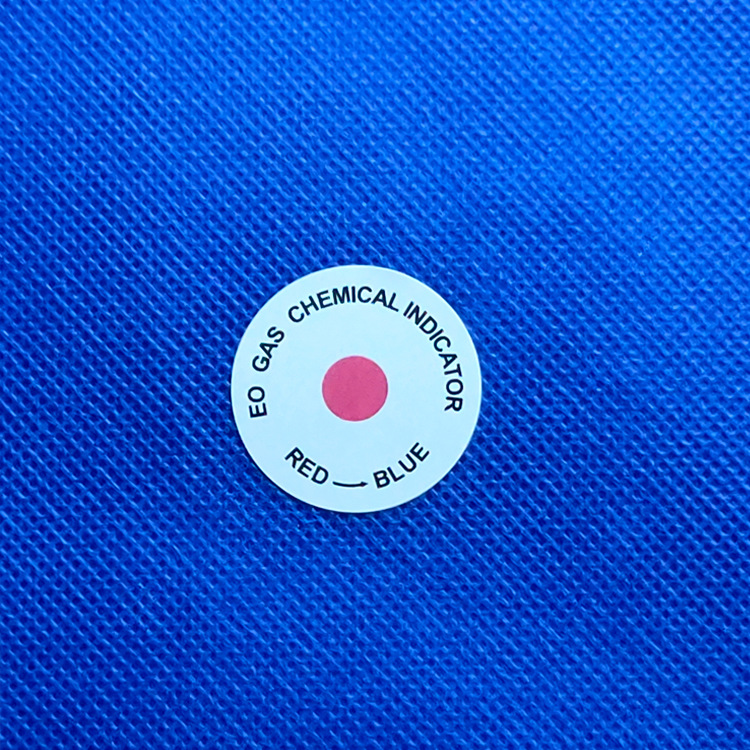 EO GAS CHEMICAL INDICATOR
RED → BLUE